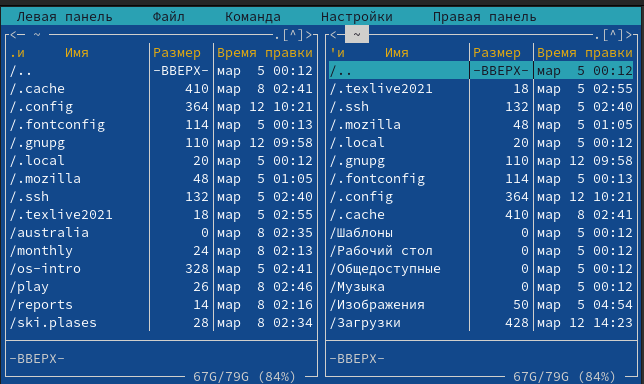 Левая панель Файл Команда Настройки Правая панель
<─ ~ ─.[^]> <─ ~ ─.[^]>
.и Имя Размер Время правки 'и Имя Размер Время правки
/.. -ВВЕРХ- мар 5 00:12 /.. -ВВЕРХ- мар 5 00:12
/.cache 410 мар 8 02:41 /.texlive2021 18 мар 5 02:55
/.config 364 мар 12 10:21 /.ssh 132 мар 5 02:40
/.fontconfig 114 мар 5 00:13 /.mozilla 48 мар 5 01:05
/.gnupg 110 мар 12 09:58 /.local 20 мар 5 00:12
/.local 20 мар 5 00:12 /.gnupg 110 мар 12 09:58
/.mozilla 48 мар 5 01:05 /.fontconfig 114 мар 5 00:13
/.ssh 132 мар 5 02:40 /.config 364 мар 12 10:21
/.texlive2021 18 мар 5 02:55 /.cache 410 мар 8 02:41
/australia 0 мар 8 02:35 /Шаблоны 0 мар 5 00:12
/monthly 24 мар 8 02:13 /Рабочий стол 0 мар 5 00:12
/os-intro 328 мар 5 02:41 /Общедоступные 0 мар 5 00:12
/play 26 мар 8 02:46 /Музыка 0 мар 5 00:12
/reports 14 мар 8 02:16 /Изображения 50 мар 5 04:54
/ski.plases 28 мар 8 02:34 /Загрузки 428 мар 12 14:23
-ВВЕРХ- -ВВЕРХ-
67G/79G (84%) 67G/79G (84%)